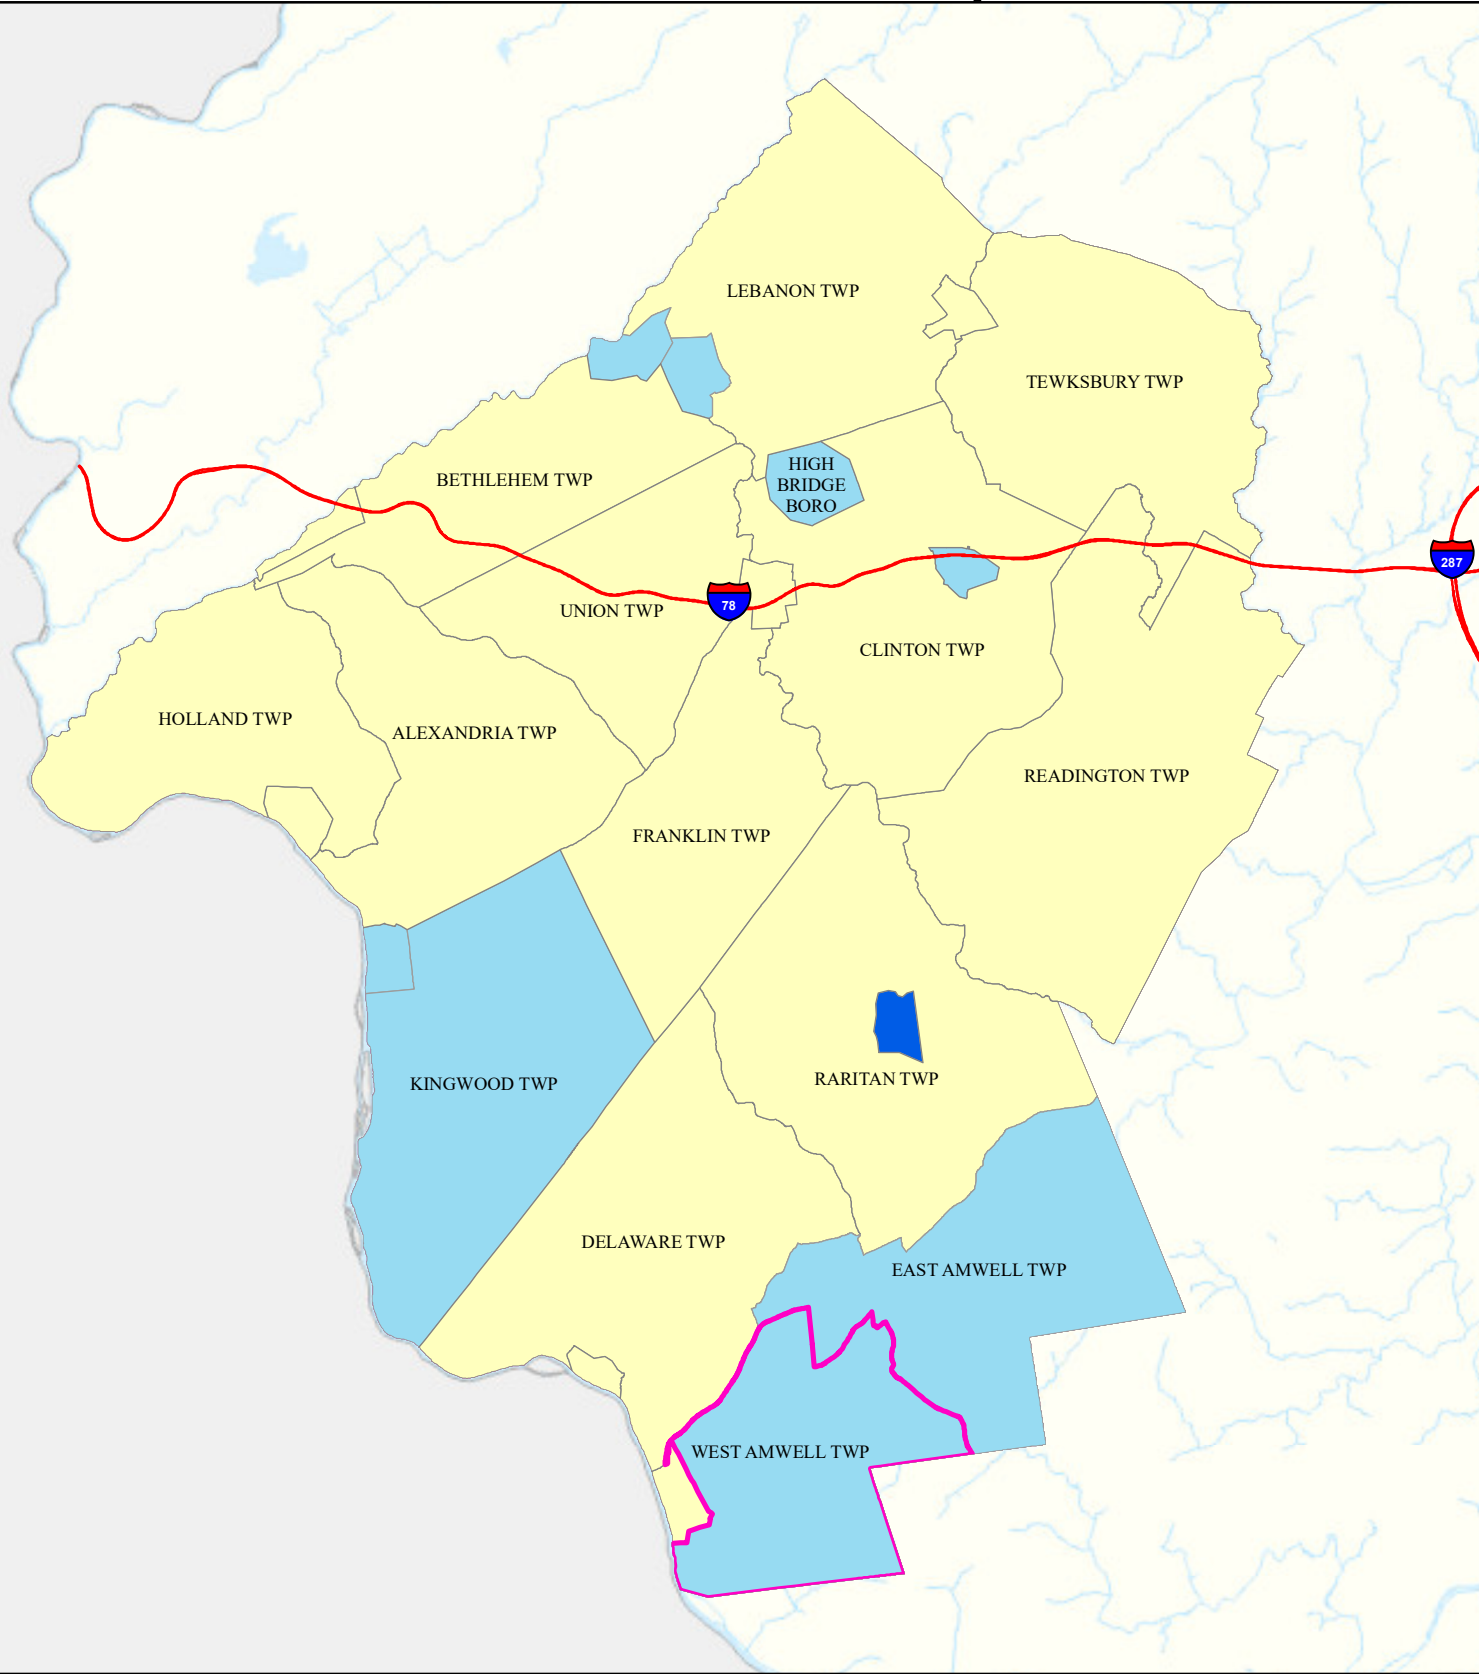 LEBANON TWP
TEWKSBURY TWP
BETHLEHEM TWP
HIGH
BRIDGE
BORO
287
78
UNION TWP
CLINTON TWP
HOLLAND TWP
ALEXANDRIA TWP
READINGTON TWP
FRANKLIN TWP
KINGWOOD TWP
RARITAN TWP
DELAWARE TWP
EAST AMWELL TWP
WEST AMWELL TWP